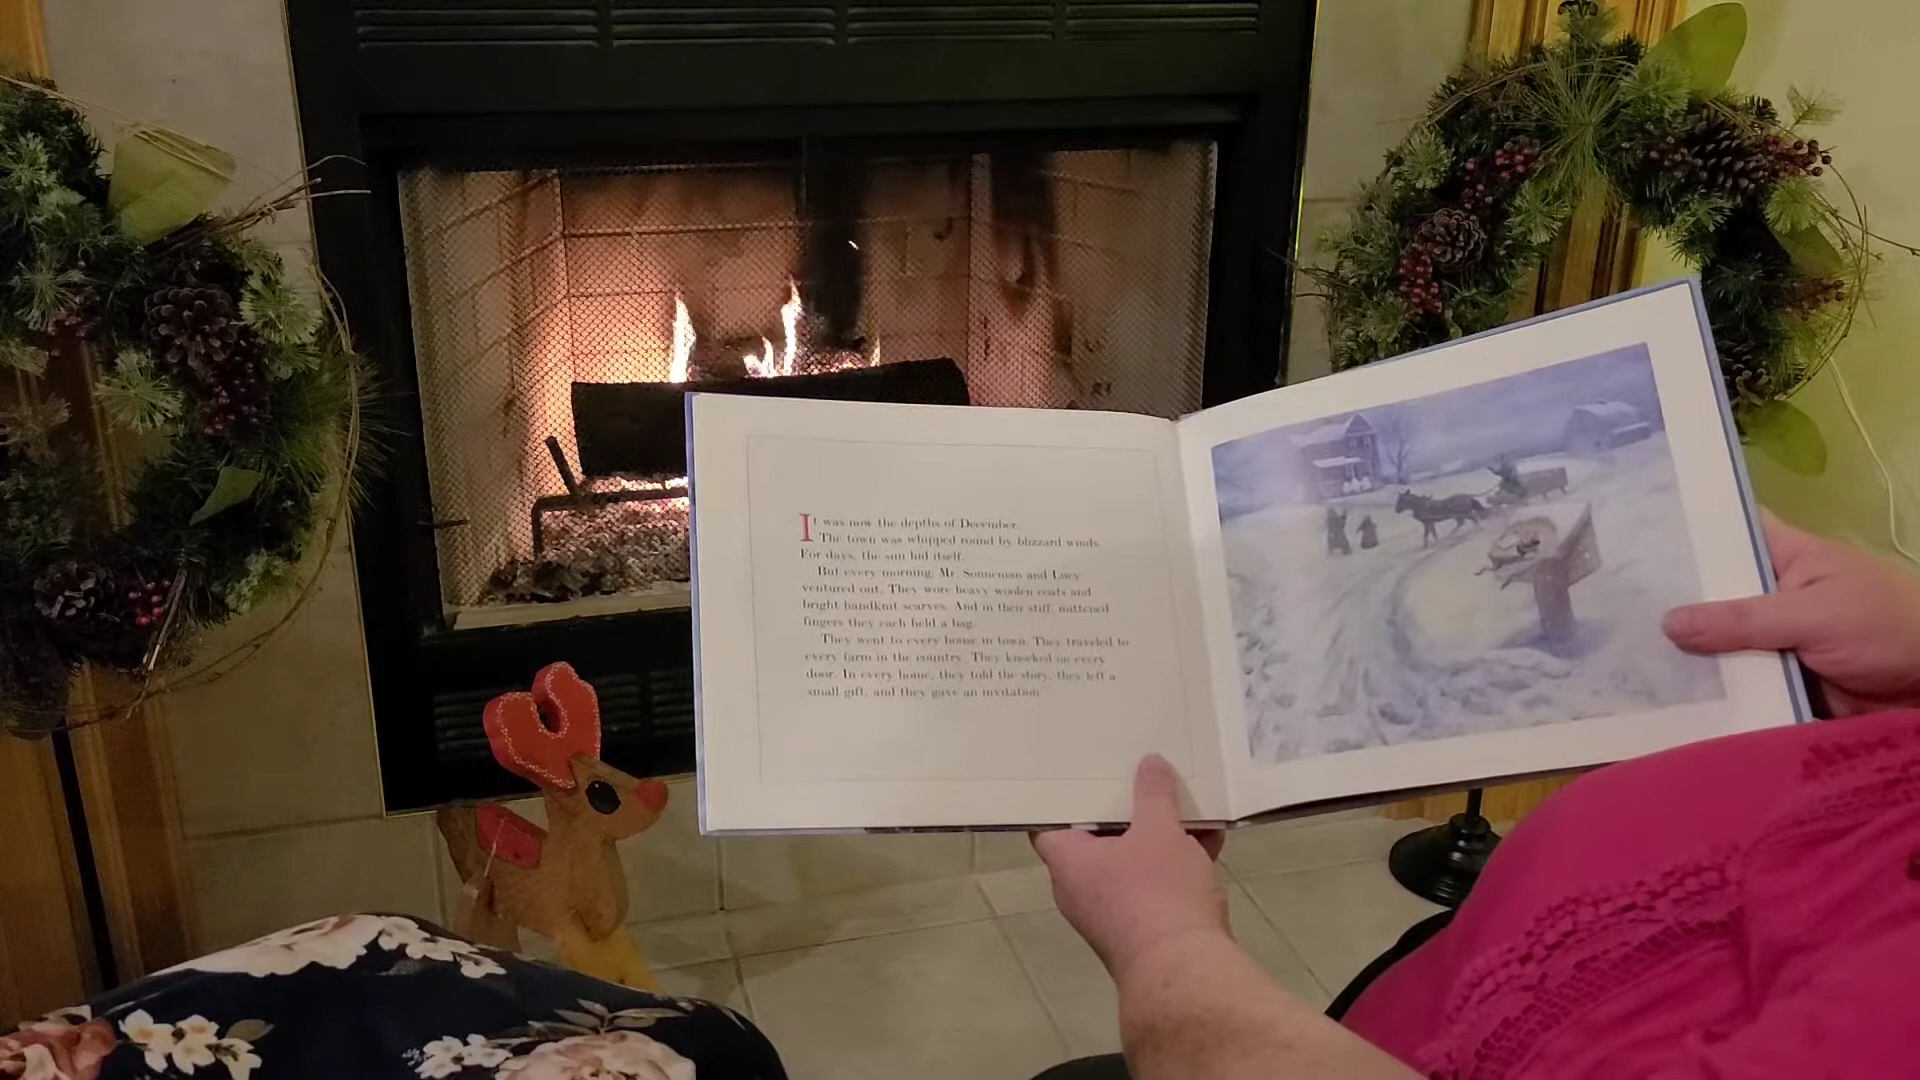 It was now the depths of December.
The town was whipped round by blizzard winds.
For days, the sun hid itself.
But every morning, Mr. Sonneman and Lucy
ventured out. They wore heavy woolen coats and
bright handknit scarves. And in their stiff, mittened
fingers they each held a bag.
They went to every house in town. They traveled to
every farm in the country. They knocked on every
door. In every home, they told the story, they left a
small gift, and they gave an invitation.